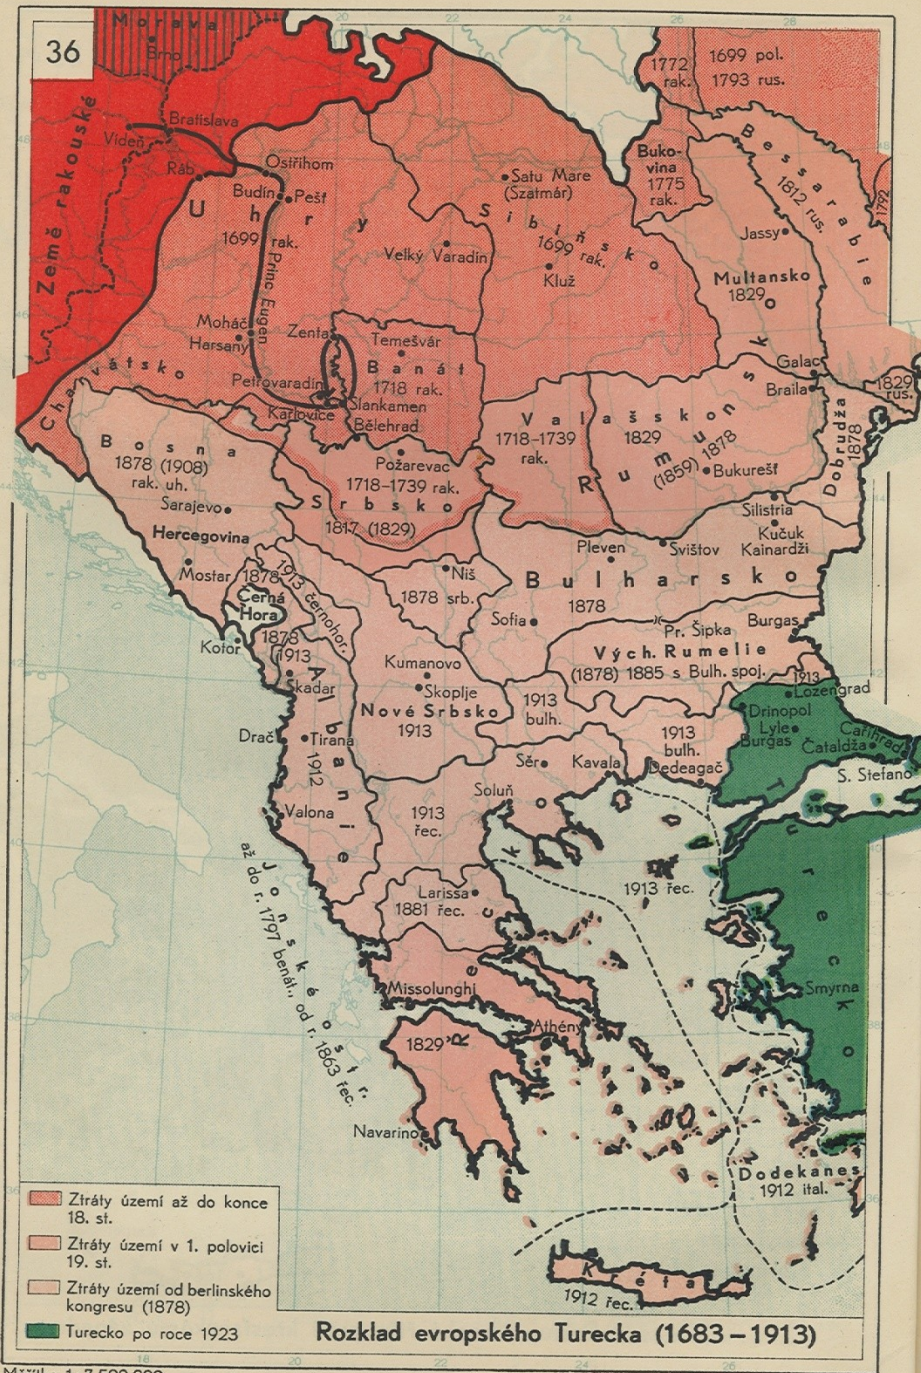 36
Morava
Brno
Země rakouské
Vídeň
Bratislava
Ráb
Ostřihom
Budín
Pešť
Uhry
1699 rak.
Princ Eugen
Moháč
Harsany
Zenta
Velký Varadín
Satu Mare
(Szatmár)
Sibiňsko
1699 rak.
Kluž
1772
rak.
1699 pol.
1793 rus.
Buko-
vina
1775
rak.
Bessarabie
1812 rus.
1792
Jassy
Multansko
1829
Galac
Braila
1829
rus.
Chorvátsko
Petrovaradín
Karlovice
Slankamen
Bělehrad
Temešvár
Banát
1718 rak.
Bosna
1878 (1908)
rak. uh.
Sarajevo
Hercegovina
Mostar
Požarevac
1718-1739 rak.
Srbsko
1817 (1829)
Valašsko
1718-1739
rak.
1829
Rumunsko
(1859) 1878
Bukurešť
Dobrudža
1878
Silistria
Kučuk
Kainardži
Pleven
Svištov
Bulharsko
1878
Sofia
Niš
1878 srb.
Pr. Šipka
Burgas
Vých. Rumelie
(1878) 1885 s Bulh. spoj.
1878
1913 černohor.
Černá
Hora
1878
1913
Kotor
Skadar
Albanie
1912
Drač
Tirana
Valona
Kumanovo
Skoplje
Nové Srbsko
1913
1913
bulh.
1913
bulh.
Dedeagač
1913
Lozengrad
Drinopol
Lyle
Burgas
Cařihrad
Čataldža
S. Stefano
Turecko
Smyrna
Sěr
Kavala
Soluň
1913
řec.
1913 řec.
Larissa
1881 řec.
Řecko
Missolunghi
Athény
1829
Navarino
Jonské ostr.
až do r. 1797 benát., od r. 1863 řec.
Dodekanes
1912 ital.
Kréta
1912 řec.
Ztráty území až do konce
18. st.
Ztráty území v 1. polovici
19. st.
Ztráty území od berlinského
kongresu (1878)
Turecko po roce 1923
Rozklad evropského Turecka (1683–1913)